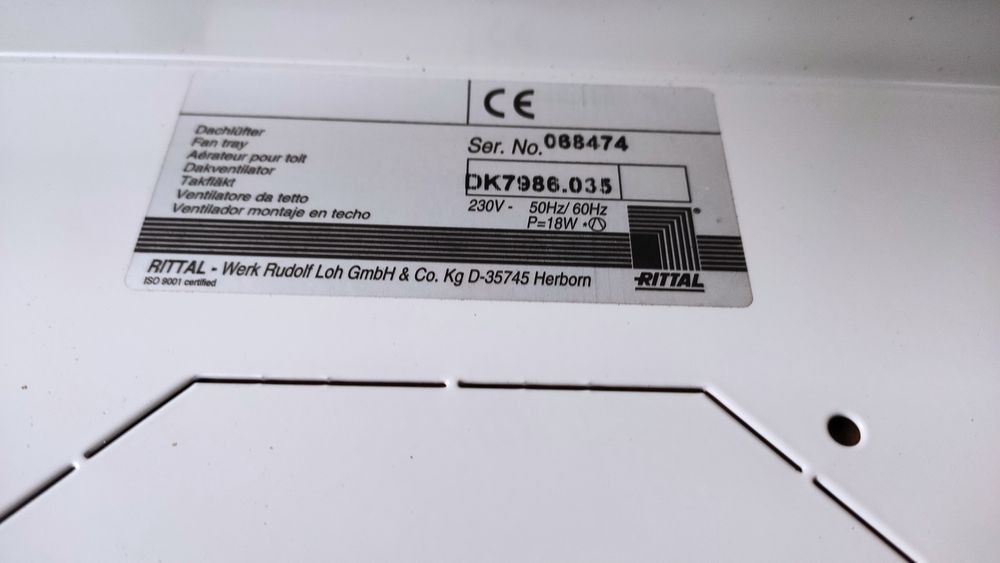 CE
Dachlüfter
Fan tray
Aérateur pour toit
Dakventilator
Takfläkt
Ventilatore da tetto
Ventilador montaje en techo
Ser. No. 068474
DK7986.035
230V - 50Hz/ 60Hz
P=18W
RITTAL - Werk Rudolf Loh GmbH & Co. Kg D-35745 Herborn
ISO 9001 certified
®
RITTAL